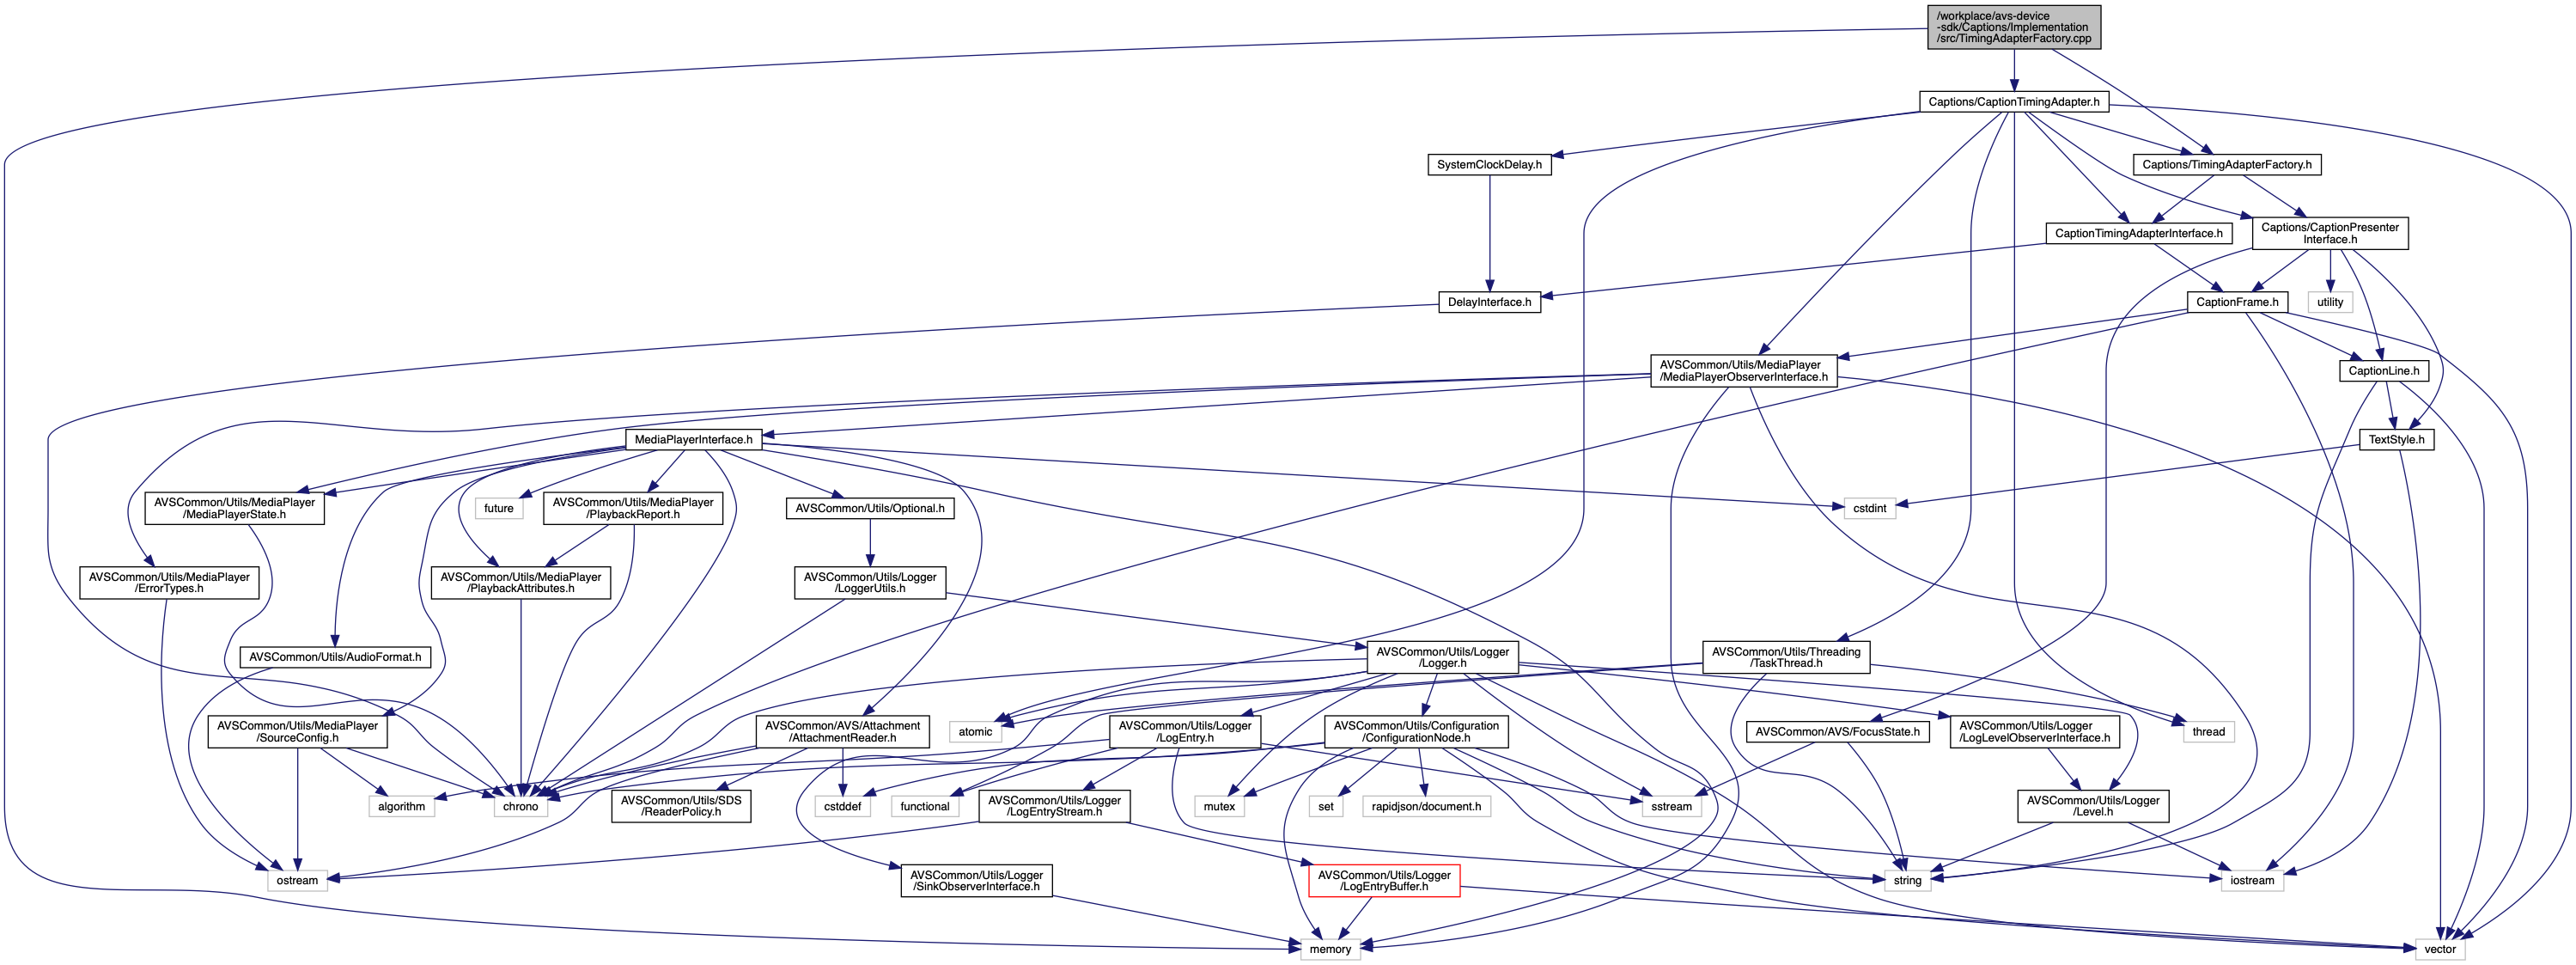 /workplace/avs-device
-sdk/Captions/Implementation
/src/TimingAdapterFactory.cpp
Captions/CaptionTimingAdapter.h
SystemClockDelay.h
Captions/TimingAdapterFactory.h
CaptionTimingAdapterInterface.h
Captions/CaptionPresenter
Interface.h
DelayInterface.h
CaptionFrame.h
utility
AVSCommon/Utils/MediaPlayer
/MediaPlayerObserverInterface.h
CaptionLine.h
MediaPlayerInterface.h
TextStyle.h
AVSCommon/Utils/MediaPlayer
/MediaPlayerState.h
future
AVSCommon/Utils/MediaPlayer
/PlaybackReport.h
AVSCommon/Utils/Optional.h
cstdint
AVSCommon/Utils/MediaPlayer
/ErrorTypes.h
AVSCommon/Utils/MediaPlayer
/PlaybackAttributes.h
AVSCommon/Utils/Logger
/LoggerUtils.h
AVSCommon/Utils/AudioFormat.h
AVSCommon/Utils/Logger
/Logger.h
AVSCommon/Utils/Threading
/TaskThread.h
AVSCommon/Utils/MediaPlayer
/SourceConfig.h
AVSCommon/AVS/Attachment
/AttachmentReader.h
atomic
AVSCommon/Utils/Logger
/LogEntry.h
AVSCommon/Utils/Configuration
/ConfigurationNode.h
AVSCommon/AVS/FocusState.h
AVSCommon/Utils/Logger
/LogLevelObserverInterface.h
thread
algorithm
chrono
AVSCommon/Utils/SDS
/ReaderPolicy.h
cstddef
functional
AVSCommon/Utils/Logger
/LogEntryStream.h
mutex
set
rapidjson/document.h
sstream
AVSCommon/Utils/Logger
/Level.h
ostream
AVSCommon/Utils/Logger
/SinkObserverInterface.h
AVSCommon/Utils/Logger
/LogEntryBuffer.h
string
iostream
memory
vector